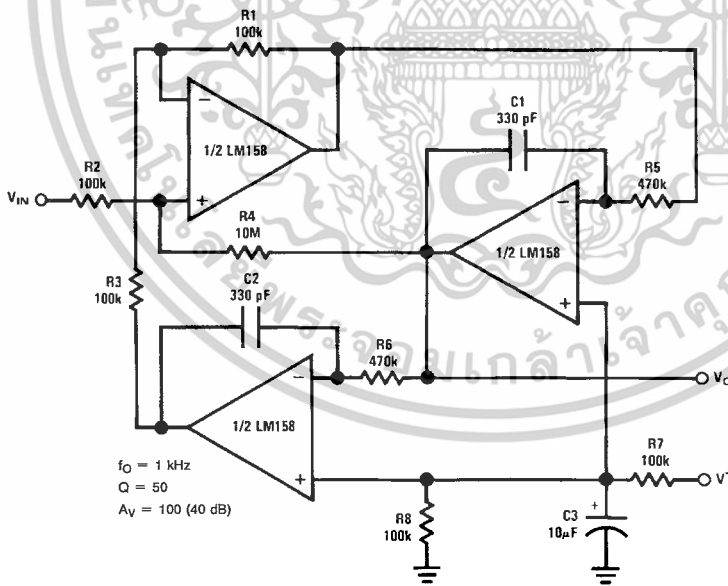 R1
100k
C1
330 pF
1/2 LM158
R5
470k
R2
100k
VIN
R4
10M
1/2 LM158
R3
100k
C2
330 pF
R6
470k
VO
1/2 LM158
R7
100k
V+
fO = 1 kHz
Q = 50
AV = 100 (40 dB)
R8
100k
C3
10μF
+